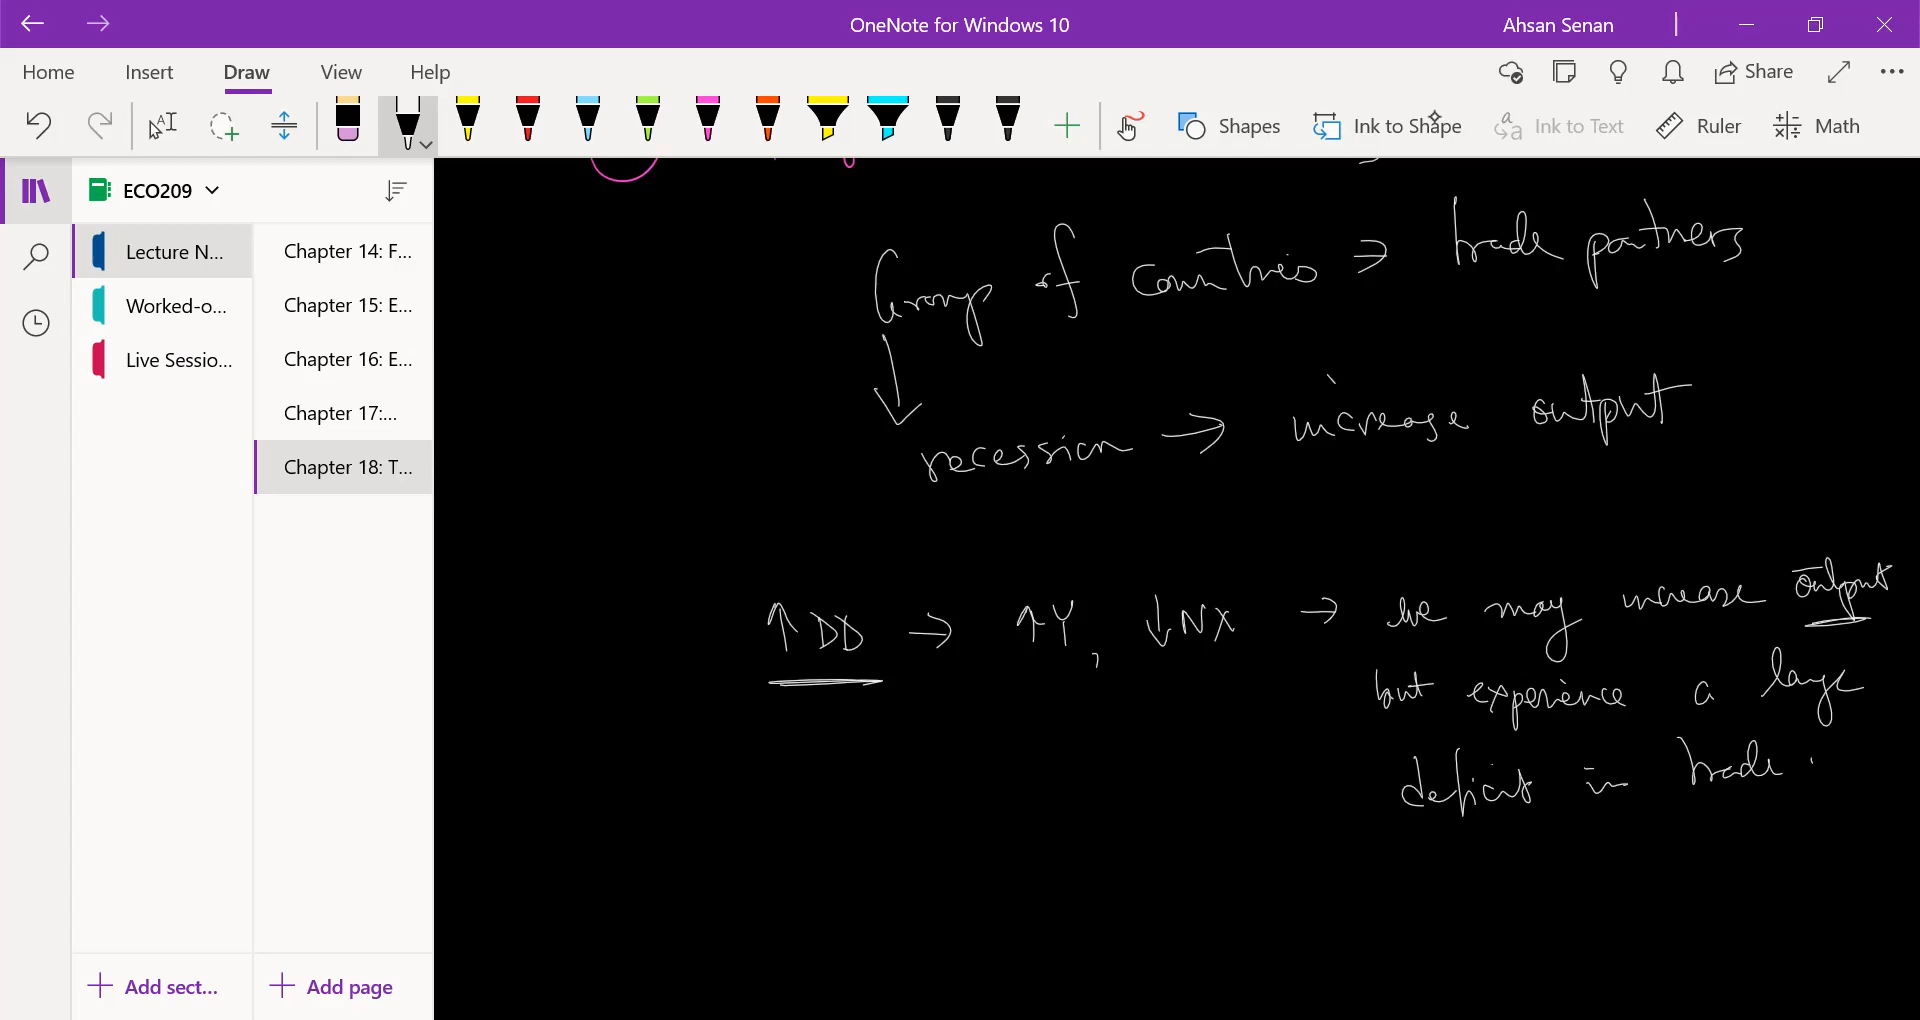 OneNote for Windows 10
Ahsan Senan
Home Insert Draw View Help
Share
Shapes Ink to Shape Ink to Text Ruler Math
ECO209
Lecture N...
Worked-o...
Live Sessio...
Chapter 14: F...
Chapter 15: E...
Chapter 16: E...
Chapter 17:...
Chapter 18: T...
Group of countries → trade partners
↓
recession → increase output
↑ DD → ↑Y, ↓NX → we may increase output
but experience a large
deficit in trade.
Add sect...
Add page